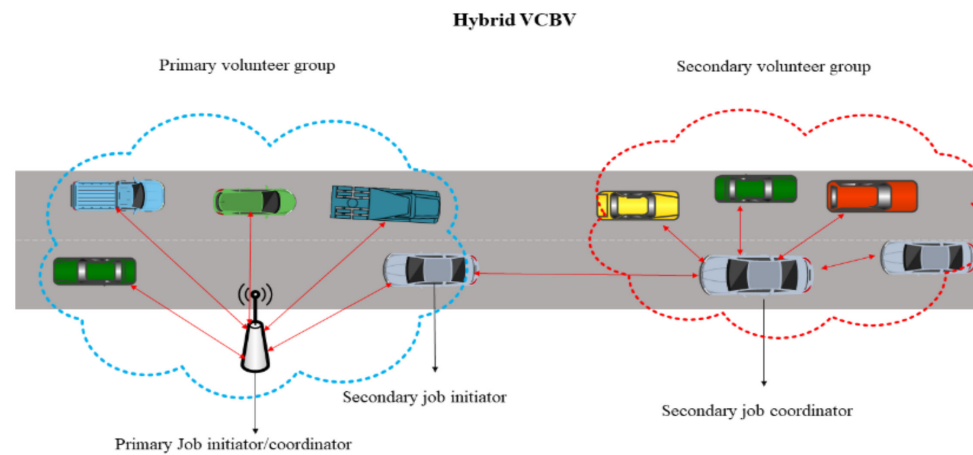 Hybrid VCBV
Primary volunteer group
Secondary volunteer group
Secondary job initiator
Secondary job coordinator
Primary Job initiator/coordinator